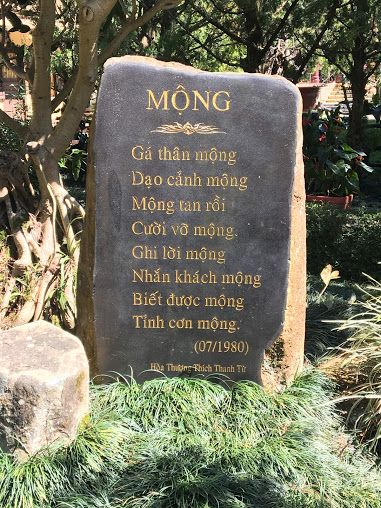 MỘNG
Gá thân mộng
Dạo cảnh mộng
Mộng tan rồi
Cười vỡ mộng.
Ghi lời mộng
Nhắn khách mộng
Biết được mộng
Tỉnh cơn mộng.
(07/1980)
Hòa Thượng Thích Thanh Từ